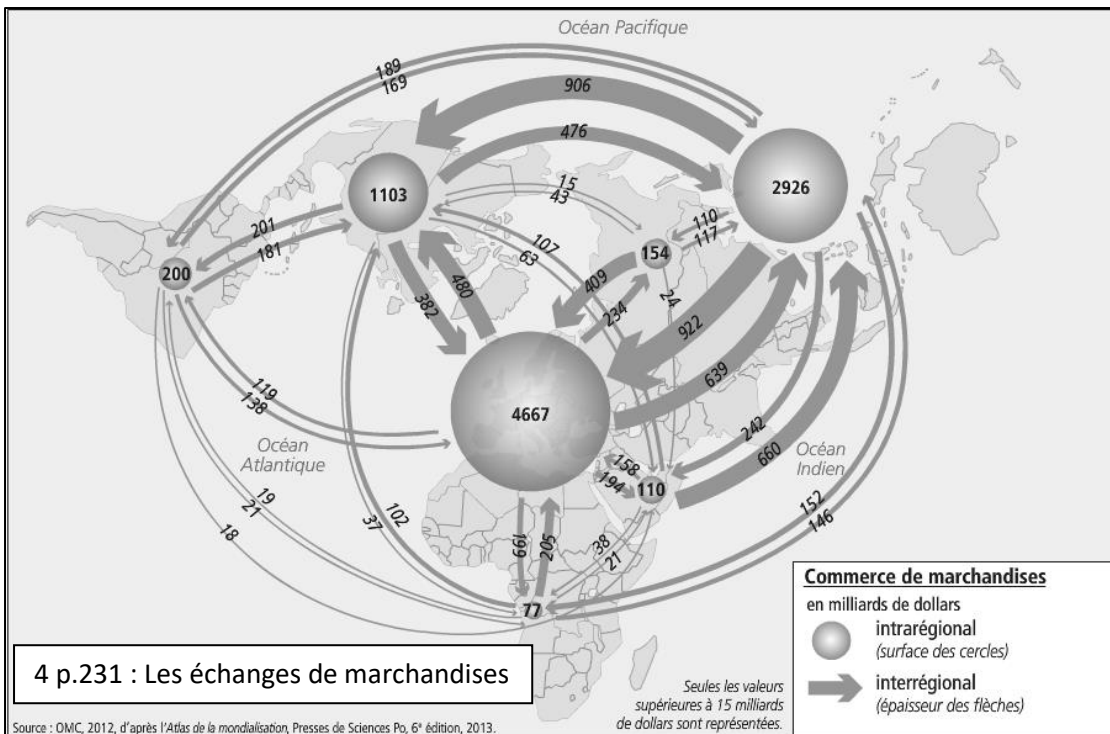 Océan Pacifique
189
169
906
476
1103
2926
15
43
201
181
200
110
117
154
107
63
409
24
480
382
234
922
639
4667
119
138
Océan
Atlantique
242
660
Océan
Indien
158
194
110
19
21
18
102
37
199
205
38
21
152
146
77
4 p.231 : Les échanges de marchandises
Source : OMC, 2012, d'après l'Atlas de la mondialisation, Presses de Sciences Po, 6e édition, 2013.
Seules les valeurs
supérieures à 15 milliards
de dollars sont représentées.
Commerce de marchandises
en milliards de dollars
intrarégional
(surface des cercles)
interrégional
(épaisseur des flèches)